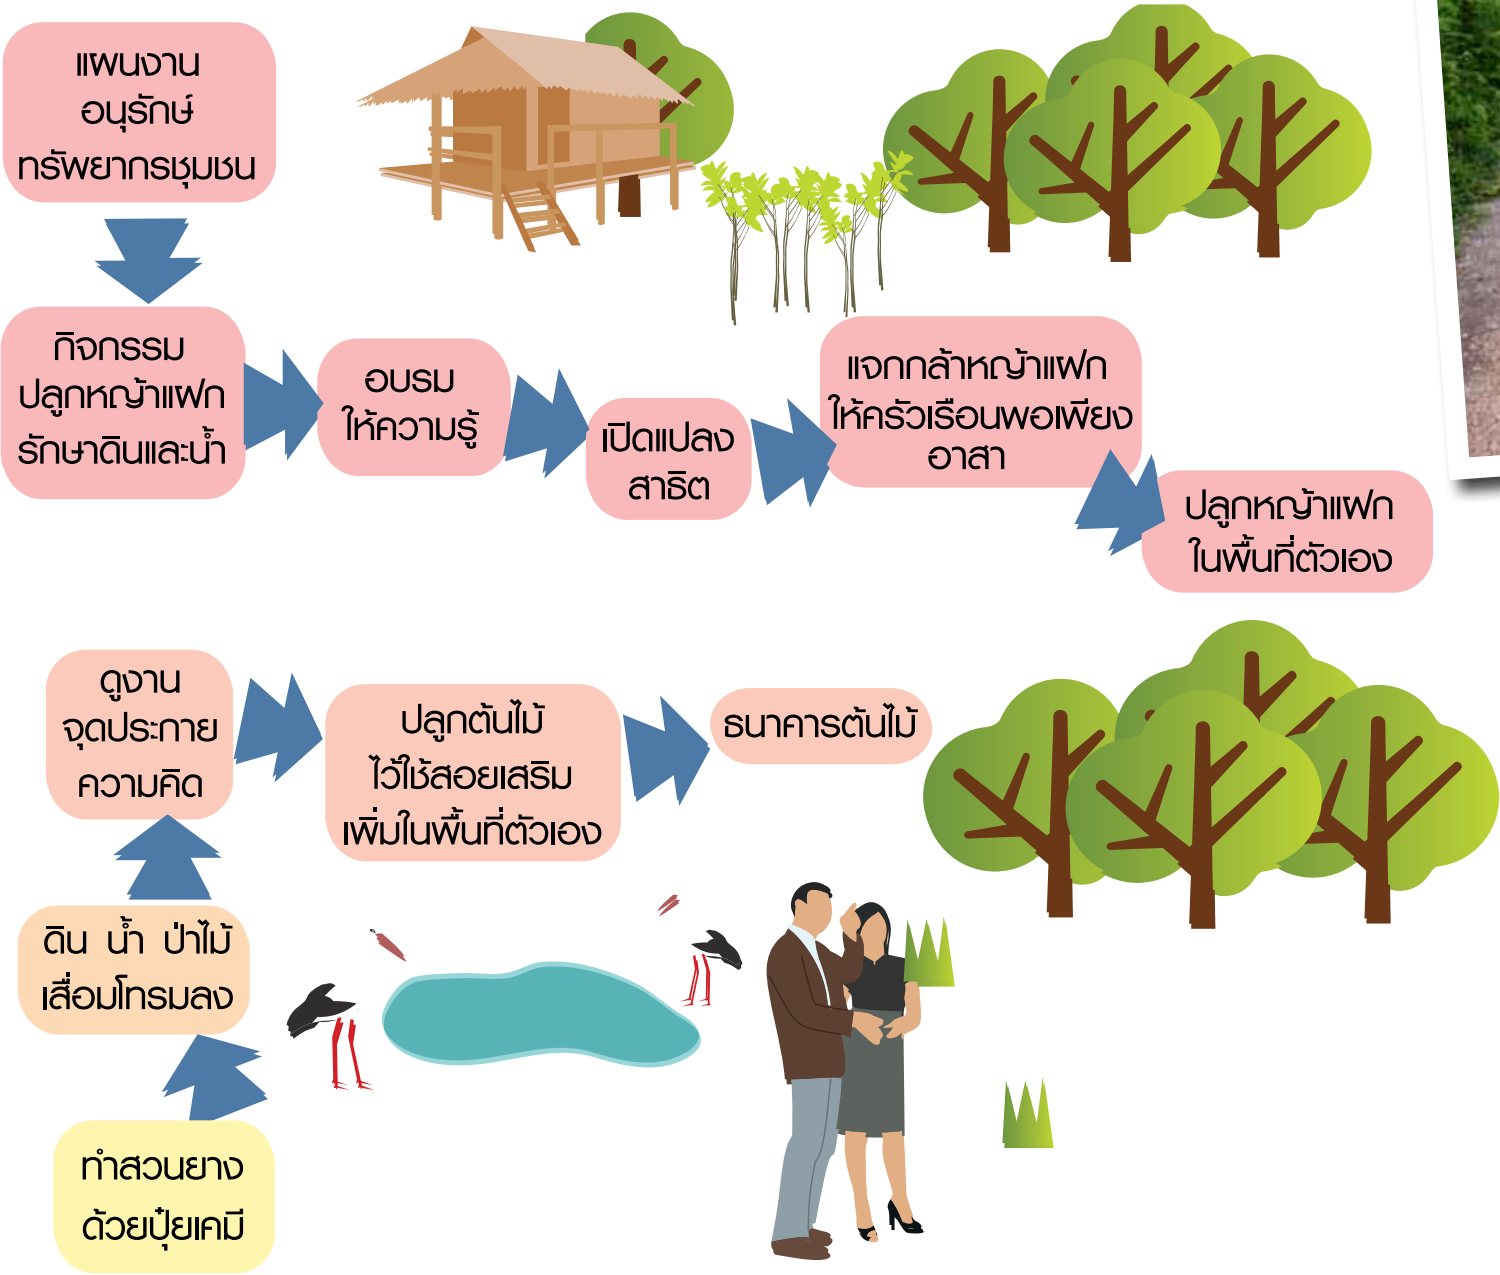 แผนงาน
อนุรักษ์
ทรัพยากรชุมชน
กิจกรรม
ปลูกหญ้าแฝก
รักษาดินและน้ำ
อบรม
ให้ความรู้
เปิดแปลง
สาธิต
แจกกล้าหญ้าแฝก
ให้ครัวเรือนพอเพียง
อาสา
ปลูกหญ้าแฝก
ในพื้นที่ตัวเอง
ดูงาน
จุดประกาย
ความคิด
ปลูกต้นไม้
ไว้ใช้สอยเสริม
เพิ่มในพื้นที่ตัวเอง
ธนาคารต้นไม้
ดิน น้ำ ป่าไม้
เสื่อมโทรมลง
ทำสวนยาง
ด้วยปุ๋ยเคมี